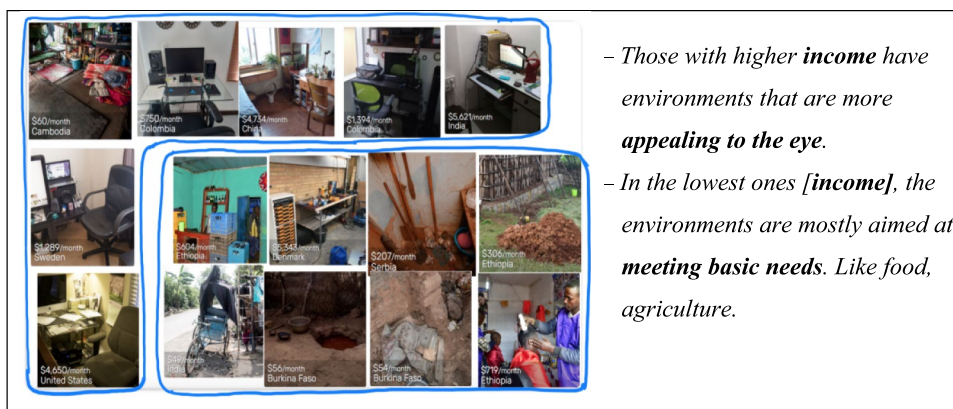 $60/month
Cambodia
$750/month
Colombia
$4,734/month
China
$1,394/month
Colombia
$5,621/month
India
$1,289/month
Sweden
$604/month
Ethiopia
$5,343/month
Denmark
$207/month
Serbia
$306/month
Ethiopia
$4,650/month
United States
$49/month
India
$56/month
Burkina Faso
$54/month
Burkina Faso
$719/month
Ethiopia
– Those with higher income have
environments that are more
appealing to the eye.
– In the lowest ones [income], the
environments are mostly aimed at
meeting basic needs. Like food,
agriculture.